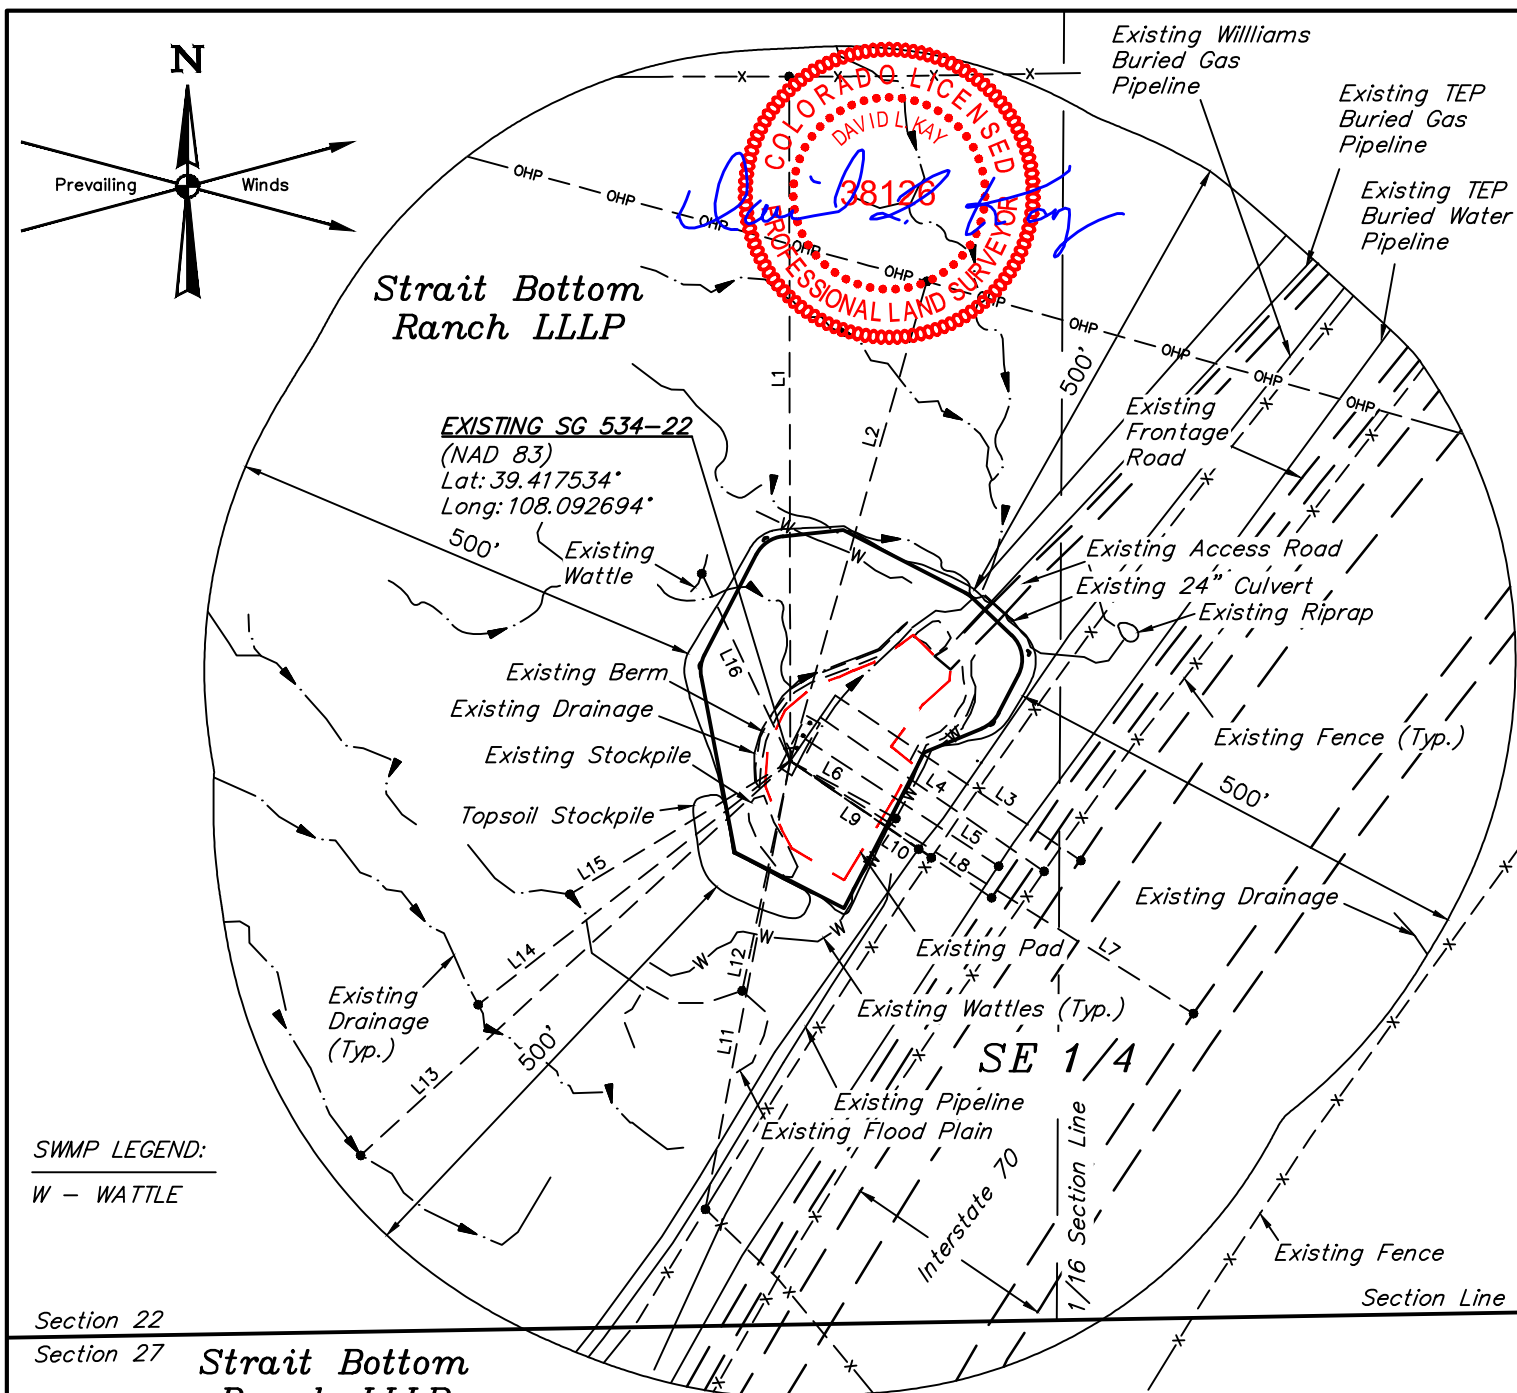 N
Prevailing
Winds
Existing Willliams
Buried Gas
Pipeline
Existing TEP
Buried Gas
Pipeline
Existing TEP
Buried Water
Pipeline
COLORADO LICENSED
DAVID L. KAY
38126
PROFESSIONAL LAND SURVEYOR
David L Kay
OHP
OHP
OHP
OHP
OHP
OHP
OHP
OHP
OHP
OHP
X
X
X
X
Strait Bottom
Ranch LLLP
L1
L2
500'
EXISTING SG 534-22
(NAD 83)
Lat: 39.417534°
Long: 108.092694°
Existing
Frontage
Road
500'
Existing
Wattle
W
W
Existing Access Road
Existing 24" Culvert
Existing Riprap
L16
Existing Berm
Existing Drainage
Existing Stockpile
Topsoil Stockpile
Existing Fence (Typ.)
W
W
W
L6
L4
L3
L9
L5
L10
L8
500'
L15
L14
L13
L12
L11
L7
Existing Drainage
Existing Pad
W
W
W
Existing Wattles (Typ.)
Existing
Drainage
(Typ.)
500'
SE 1/4
Existing Pipeline
Existing Flood Plain
Interstate 70
1/16 Section Line
SWMP LEGEND:
W - WATTLE
Existing Fence
Section Line
Section 22
Section 27
Strait Bottom
Ranch LLLP